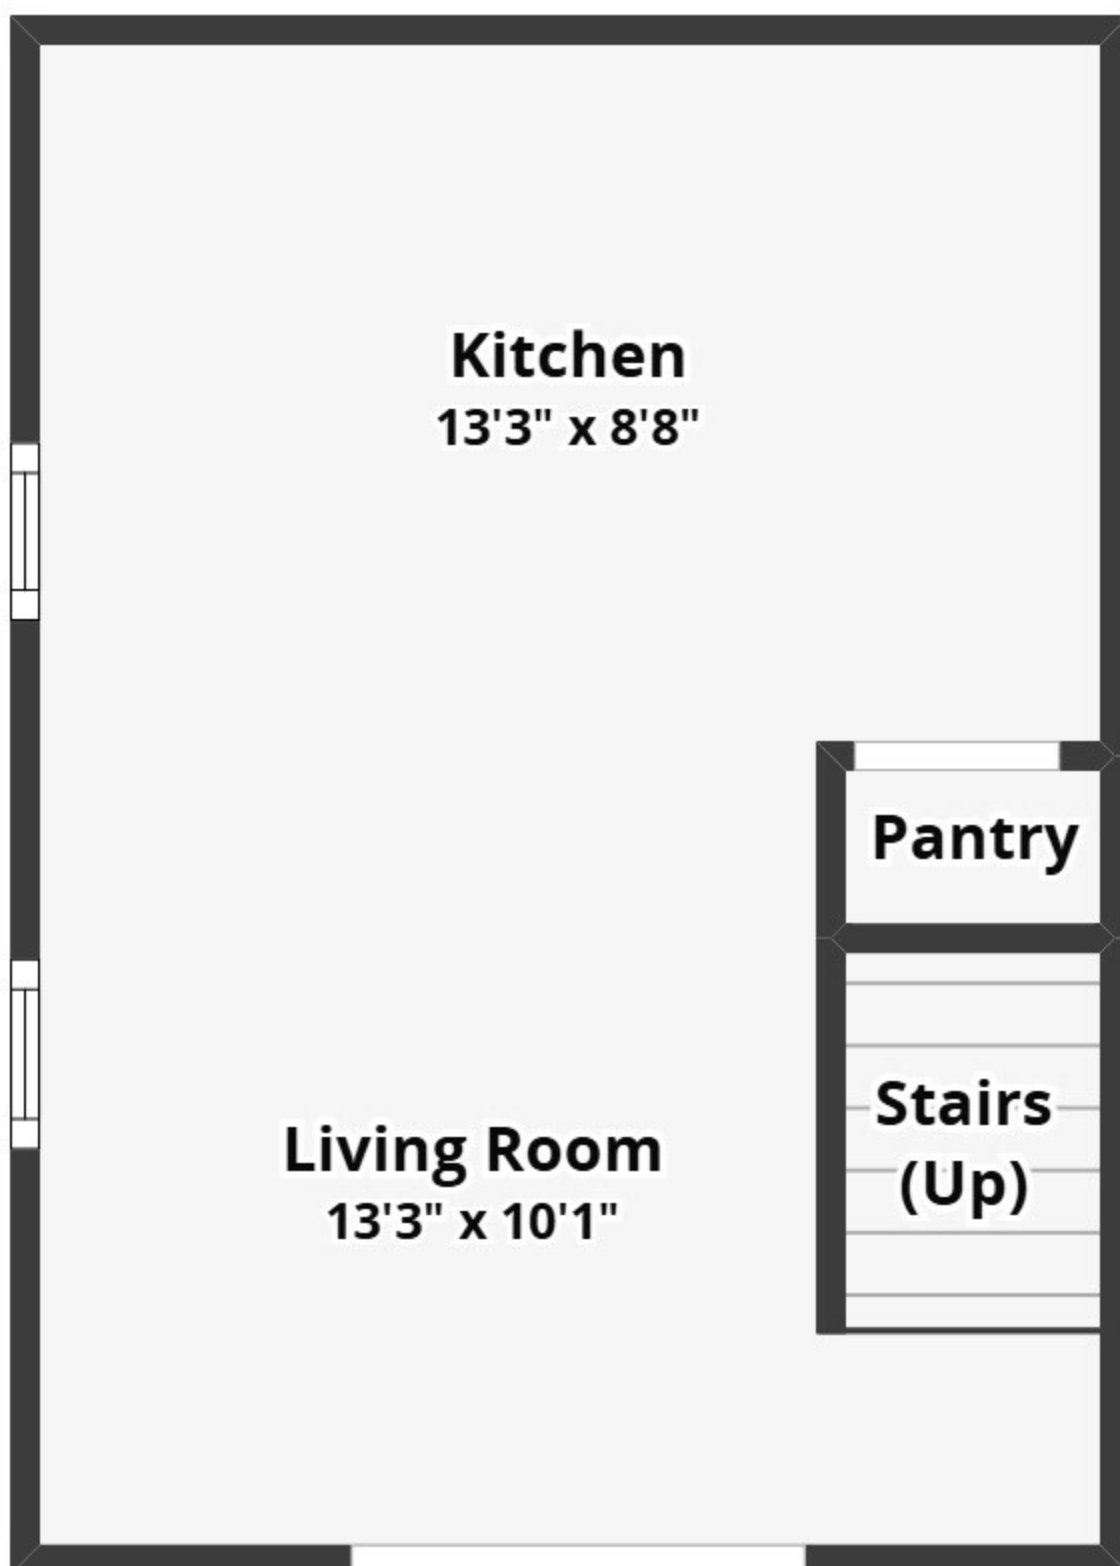 Kitchen
13'3" x 8'8"
Pantry
Stairs
(Up)
Living Room
13'3" x 10'1"